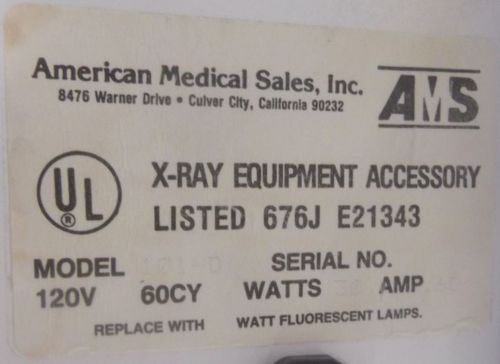 American Medical Sales, Inc.
8476 Warner Drive • Culver City, California 90232
AMS
UL
®
X-RAY EQUIPMENT ACCESSORY
LISTED 676J E21343
MODEL SERIAL NO.
120V 60CY WATTS AMP
REPLACE WITH WATT FLUORESCENT LAMPS.